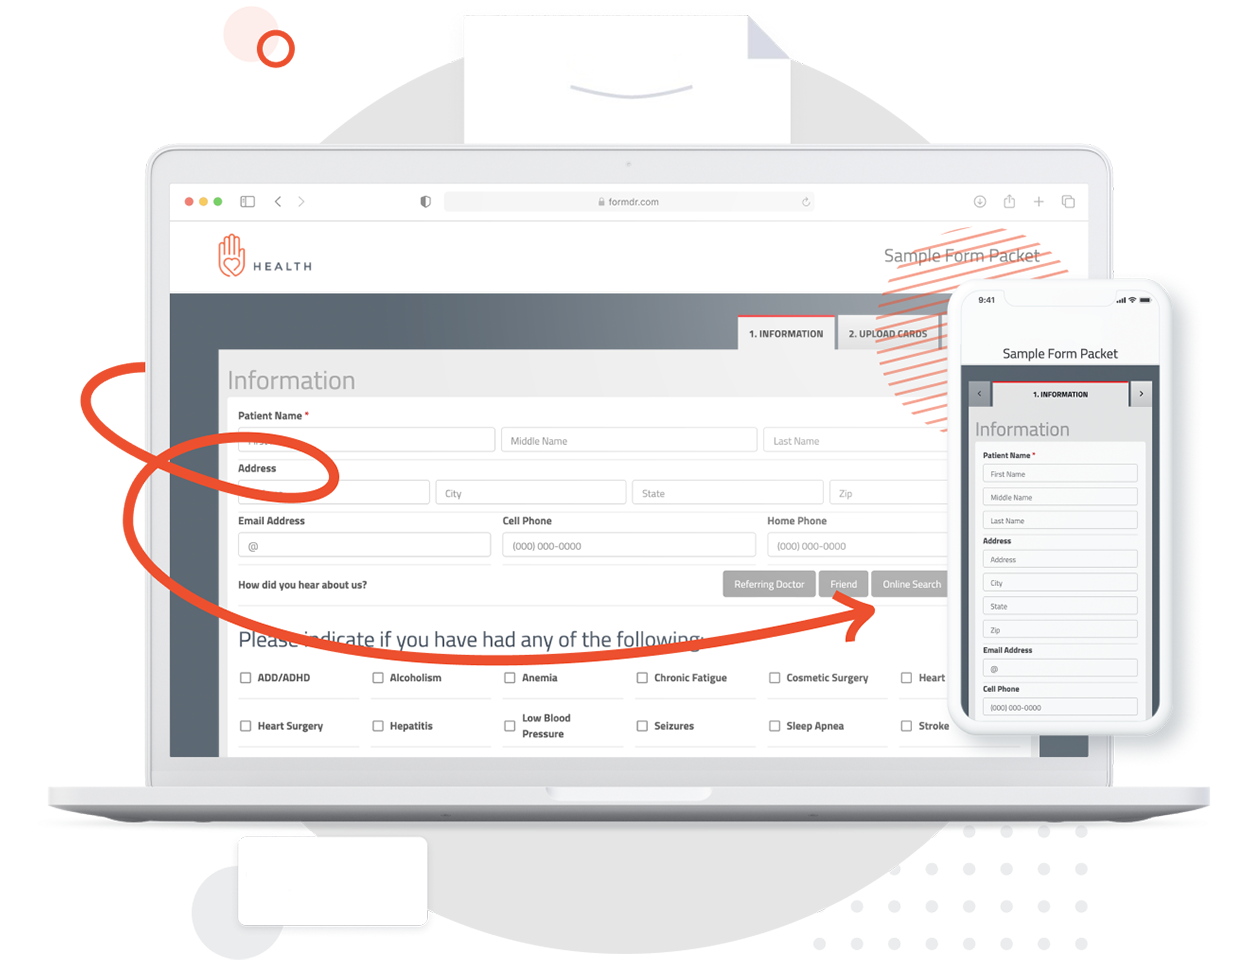 formdr.com
HEALTH
Sample Form Packet
1. INFORMATION
2. UPLOAD CARDS
Information
Patient Name *
Middle Name
Last Name
Address
City
State
Zip
Email Address
Cell Phone
Home Phone
@
(000) 000-0000
(000) 000-0000
How did you hear about us?
Referring Doctor
Friend
Online Search
Please indicate if you have had any of the following:
ADD/ADHD
Alcoholism
Anemia
Chronic Fatigue
Cosmetic Surgery
Heart
Heart Surgery
Hepatitis
Low Blood
Pressure
Seizures
Sleep Apnea
Stroke
9:41
Sample Form Packet
1. INFORMATION
Information
Patient Name *
First Name
Middle Name
Last Name
Address
Address
City
State
Zip
Email Address
@
Cell Phone
(000) 000-0000